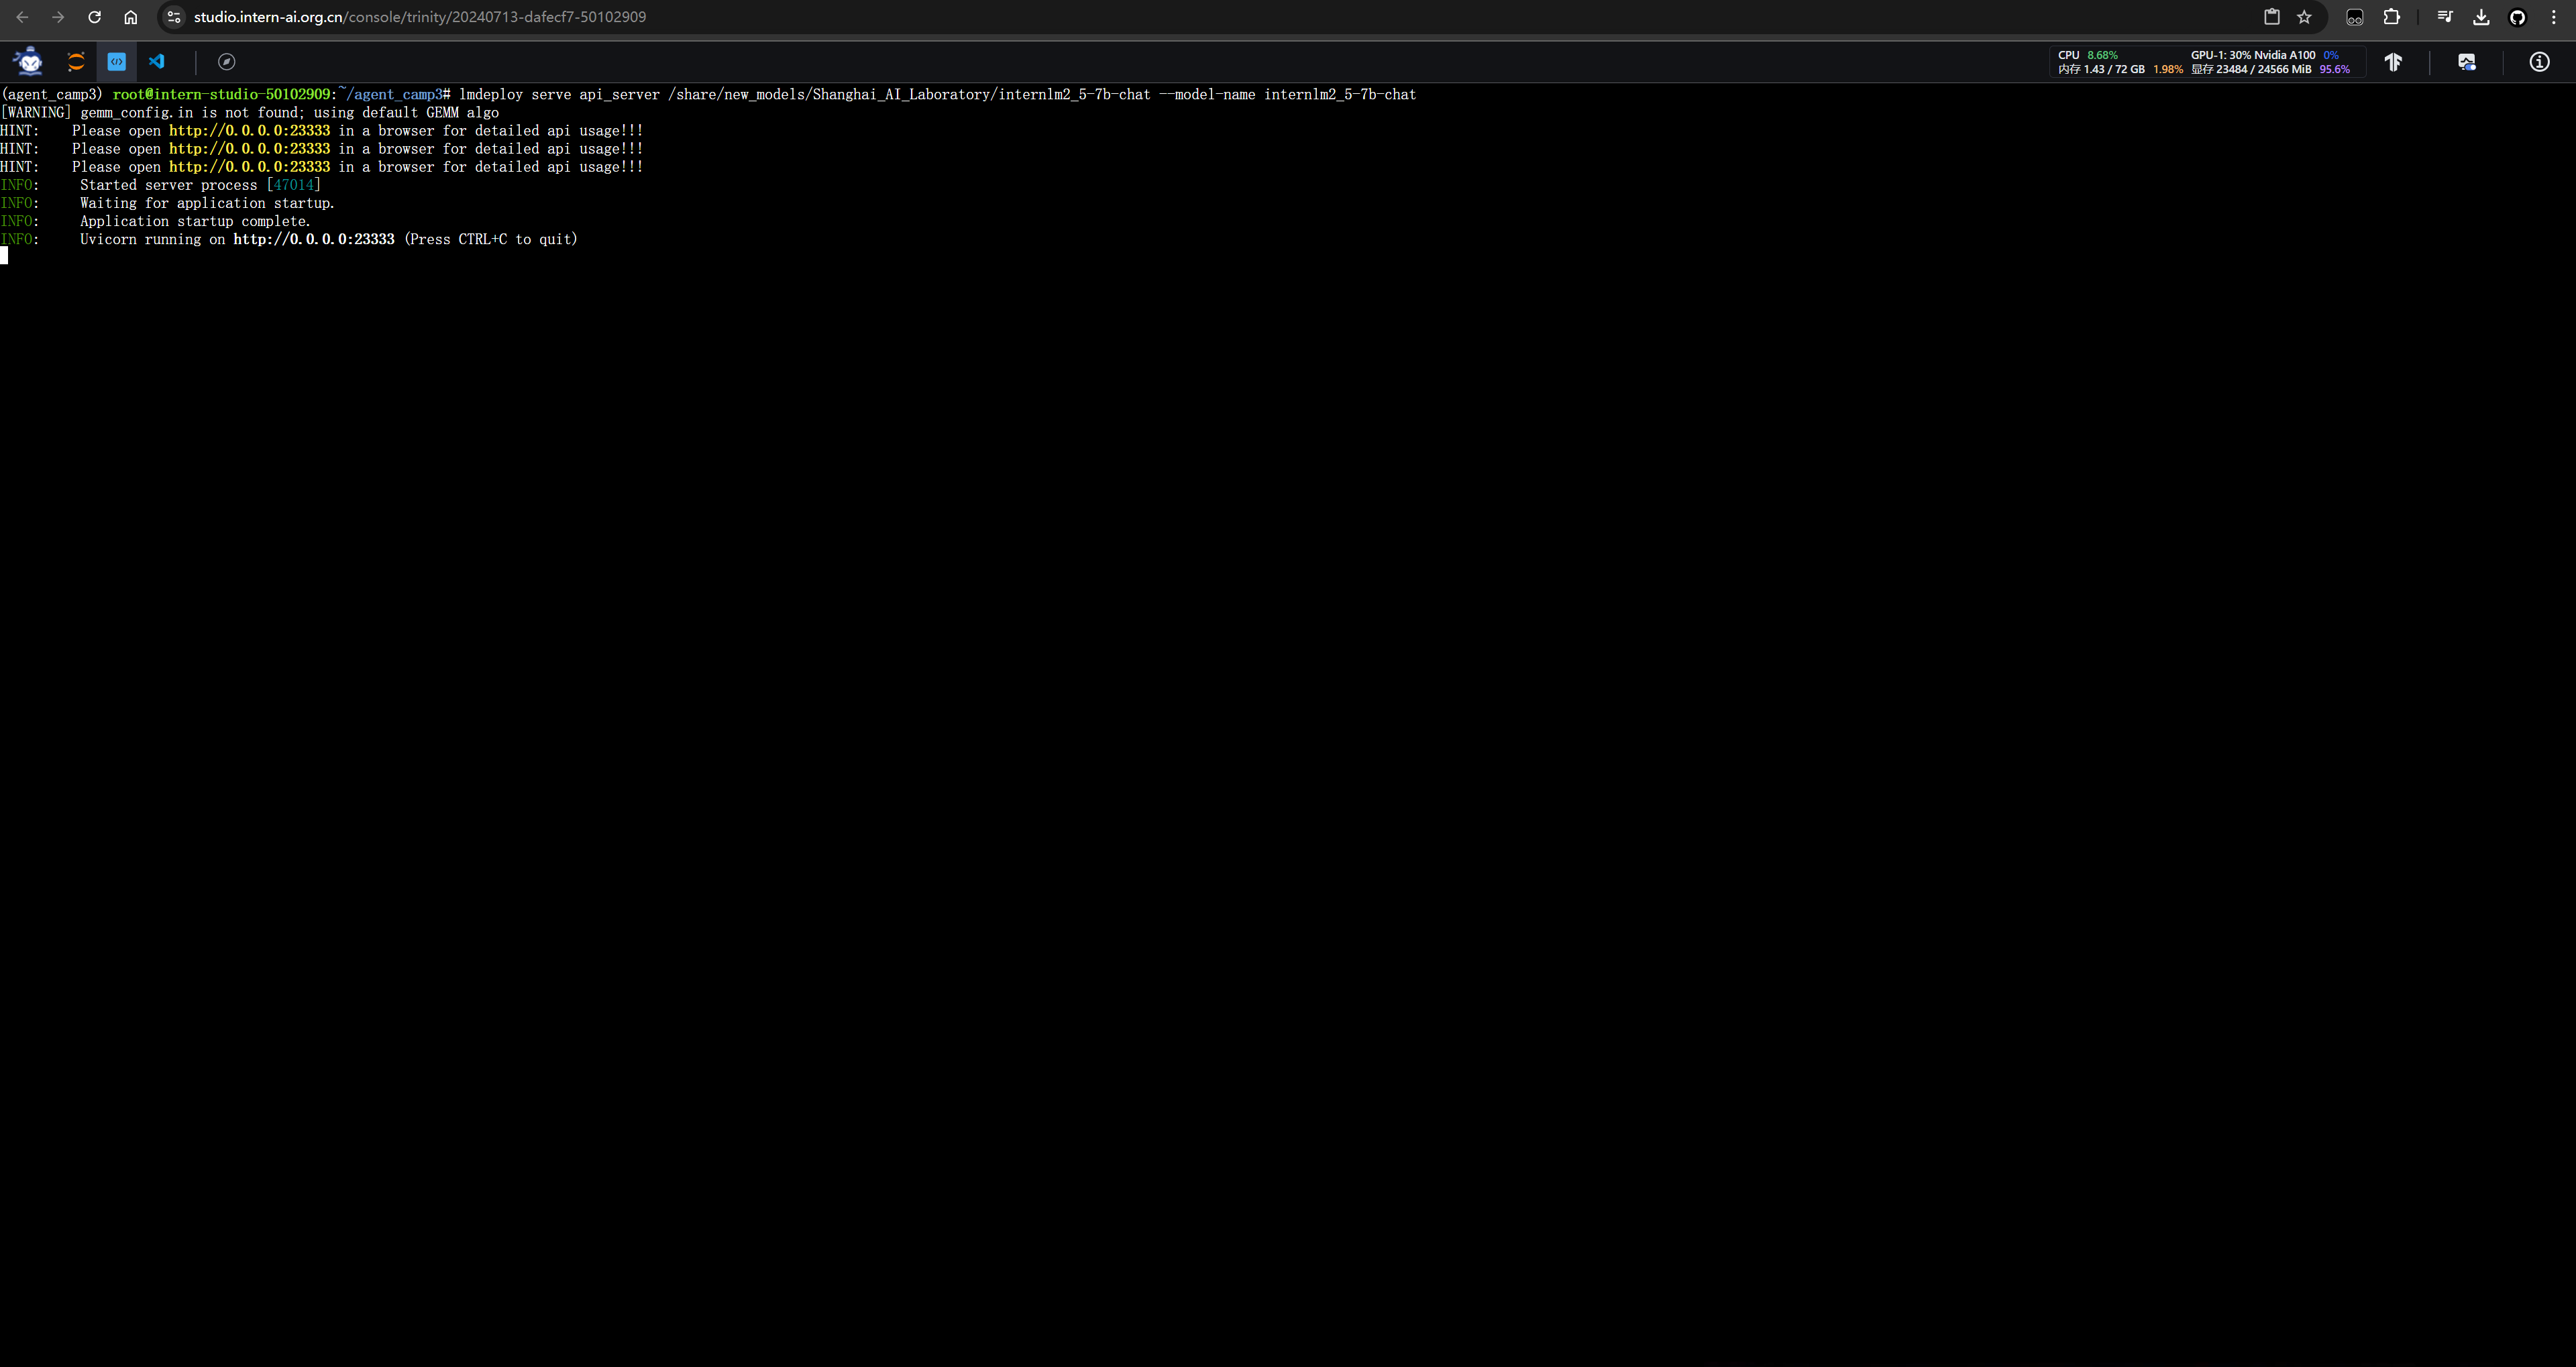 studio.intern-ai.org.cn/console/trinity/20240713-dafecf7-50102909
CPU 8.68% GPU-1: 30% Nvidia A100 0%
内存 1.43 / 72 GB 1.98% 显存 23484 / 24566 MiB 95.6%
(agent_camp3) root@intern-studio-50102909:~/agent_camp3# lmdeploy serve api_server /share/new_models/Shanghai_AI_Laboratory/internlm2_5-7b-chat --model-name internlm2_5-7b-chat
[WARNING] gemm_config.in is not found; using default GEMM algo
HINT:    Please open http://0.0.0.0:23333 in a browser for detailed api usage!!!
HINT:    Please open http://0.0.0.0:23333 in a browser for detailed api usage!!!
HINT:    Please open http://0.0.0.0:23333 in a browser for detailed api usage!!!
INFO:     Started server process [47014]
INFO:     Waiting for application startup.
INFO:     Application startup complete.
INFO:     Uvicorn running on http://0.0.0.0:23333 (Press CTRL+C to quit)